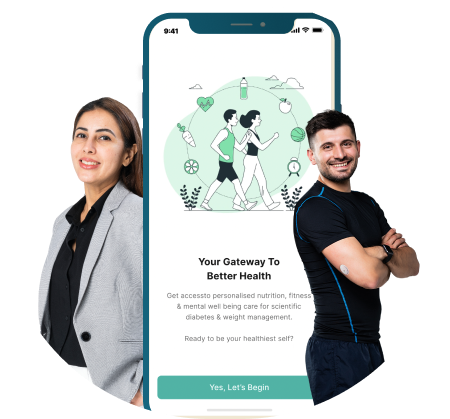 9:41
Your Gateway To
Better Health
Get accessto personalised nutrition, fitness
& mental well being care for scientific
diabetes & weight management.
Ready to be your healthiest self?
Yes, Let's Begin